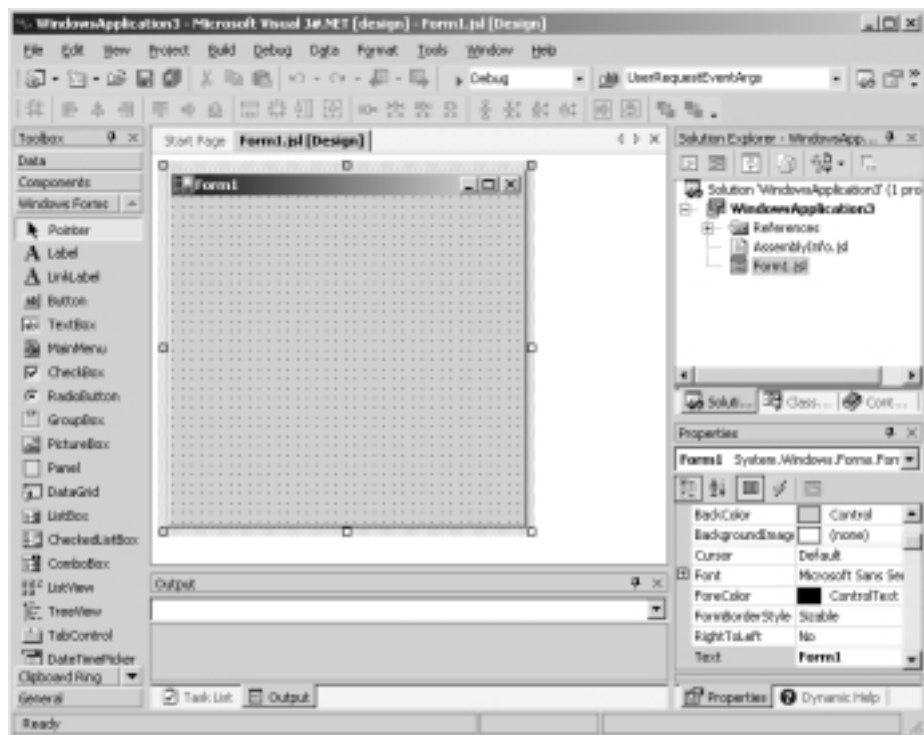 WindowsApplication3 - Microsoft Visual J#.NET [design] - Form1.jsl [Design]
File Edit View Project Build Debug Data Format Tools Window Help
Debug UserRequestEventArgs
Toolbox
Data
Components
Windows Forms
Pointer
Label
LinkLabel
Button
TextBox
MainMenu
CheckBox
RadioButton
GroupBox
PictureBox
Panel
DataGrid
ListBox
CheckedListBox
ComboBox
ListView
TreeView
TabControl
DateTimePicker
Clipboard Ring
General
Start Page Form1.jsl [Design]
Form1
Output
Task List Output
Solution Explorer - WindowsApp...
Solution 'WindowsApplication3' (1 pro
WindowsApplication3
References
AssemblyInfo.jsl
Form1.jsl
Soluti... Class... Cont...
Properties
Form1 System.Windows.Forms.For
BackColor Control
BackgroundImage (none)
Cursor Default
Font Microsoft Sans Ser
ForeColor ControlText
FormBorderStyle Sizable
RightToLeft No
Text Form1
Properties Dynamic Help
Ready